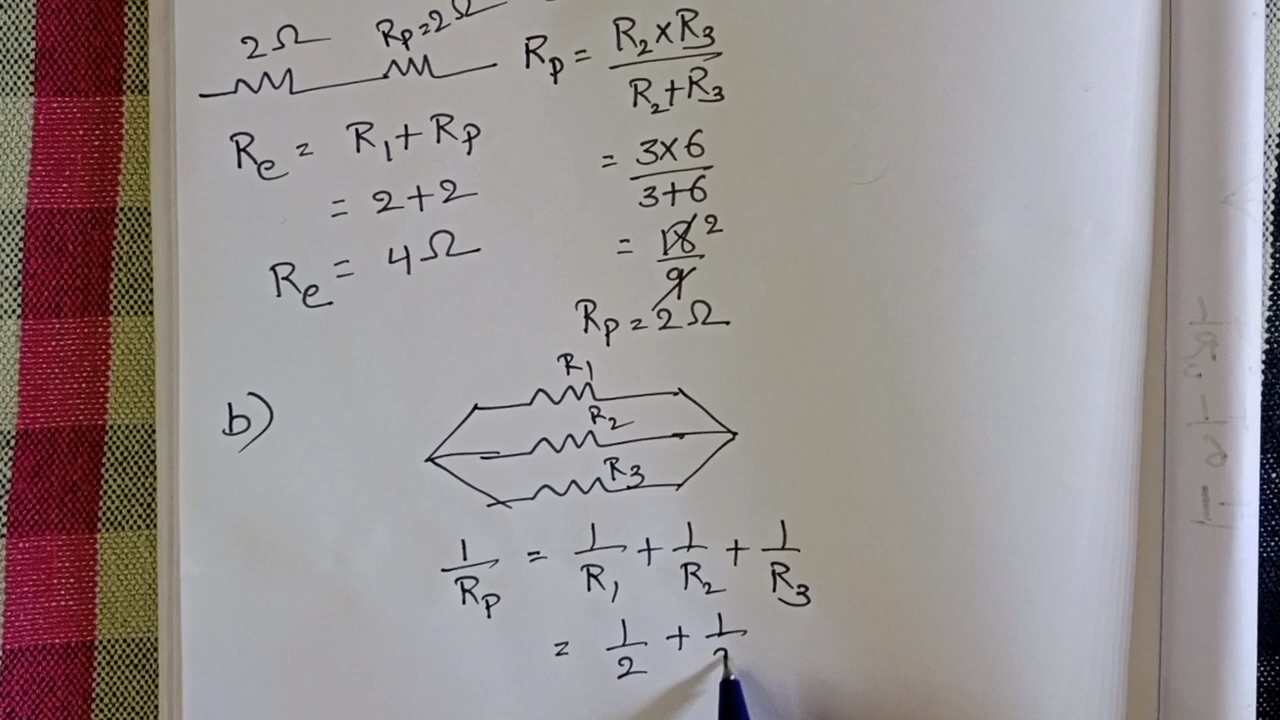 2Ω Rp=2Ω
Re = R1 + Rp
= 2+2
Re = 4Ω
Rp = R2×R3 / R2+R3
= 3×6 / 3+6
= 18 2 / 9
Rp = 2Ω
b)
R1
R2
R3
1/Rp = 1/R1 + 1/R2 + 1/R3
= 1/2 + 1/